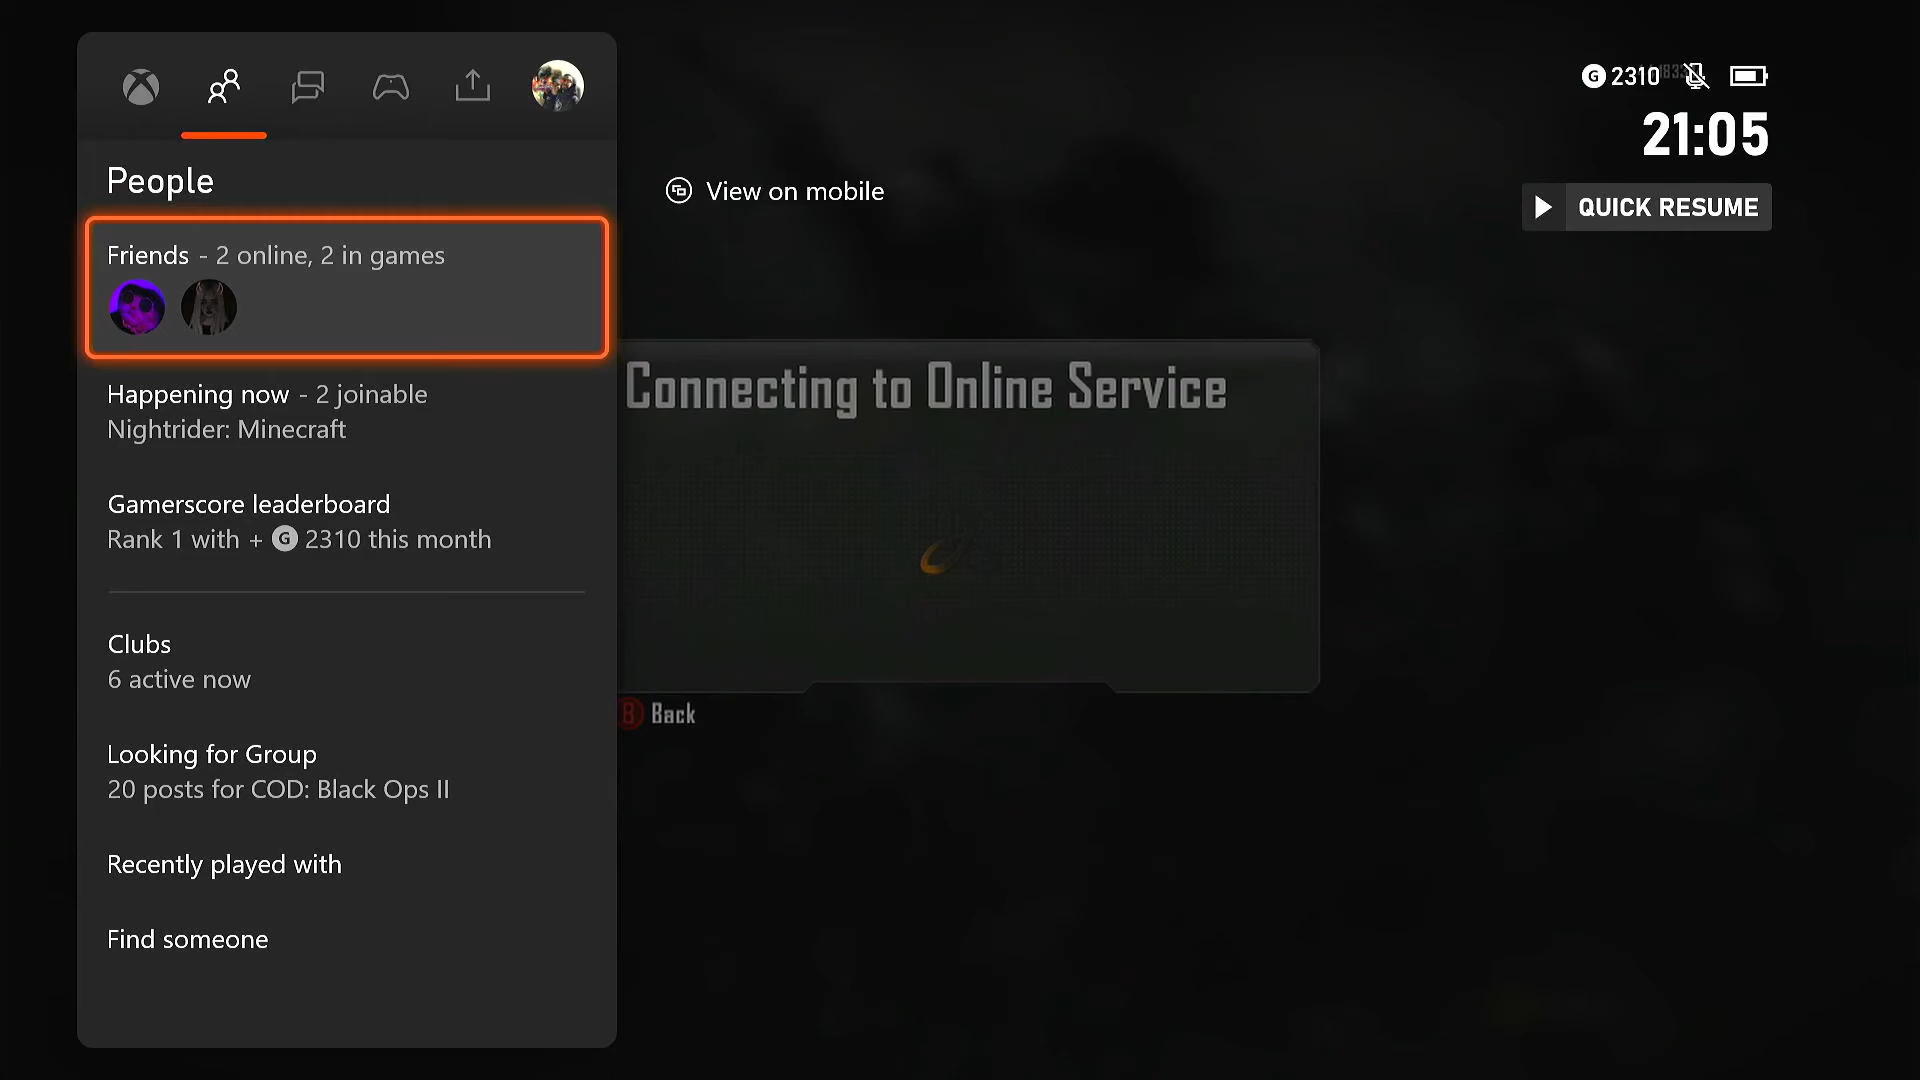 2310
21:05
QUICK RESUME
People
View on mobile
Friends - 2 online, 2 in games
Happening now - 2 joinable
Nightrider: Minecraft
Gamerscore leaderboard
Rank 1 with + G 2310 this month
Clubs
6 active now
Looking for Group
20 posts for COD: Black Ops II
Recently played with
Find someone
Connecting to Online Service
B Back